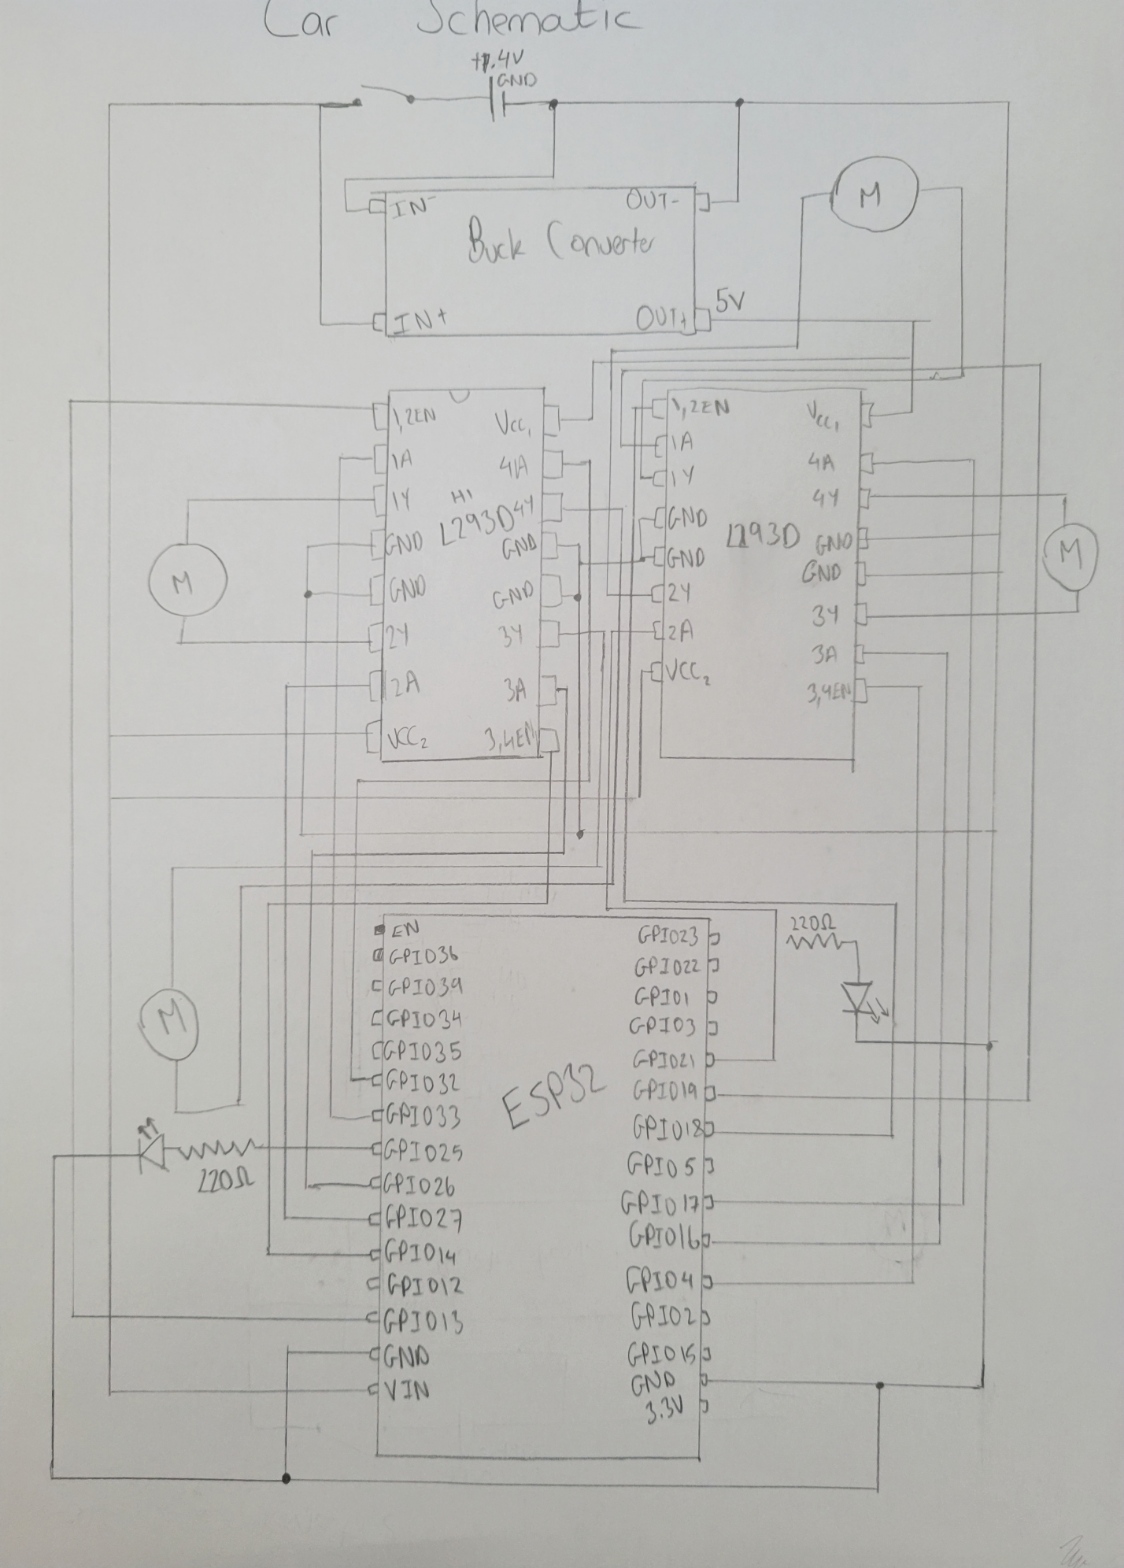 Car Schematic
+7.4V
GND
IN-
OUT-
Buck Converter
IN+
OUT+
5V
M
1,2EN
1A
1Y
GND
GND
2Y
2A
VCC2
H1
L293D
Vcc1
4A
4Y
GND
GND
3Y
3A
3,4EN
M
1,2EN
1A
1Y
GND
GND
2Y
2A
VCC2
L293D
Vcc1
4A
4Y
GND
GND
3Y
3A
3,4EN
M
M
220Ω
220Ω
ESP32
EN
GPIO36
GPIO39
GPIO34
GPIO35
GPIO32
GPIO33
GPIO25
GPIO26
GPIO27
GPIO14
GPIO12
GPIO13
GND
VIN
GPIO23
GPIO22
GPIO1
GPIO3
GPIO21
GPIO19
GPIO18
GPIO5
GPIO17
GPIO16
GPIO4
GPIO2
GPIO15
GND
3.3V